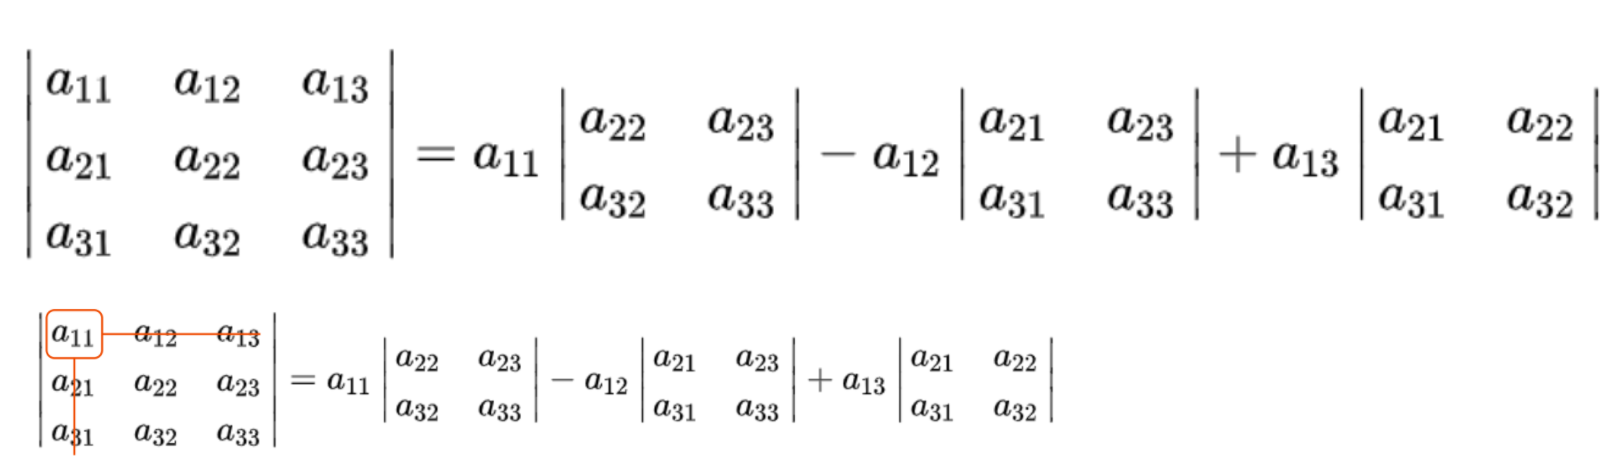 | a₁₁ a₁₂ a₁₃ |
| a₂₁ a₂₂ a₂₃ | = a₁₁ | a₂₂ a₂₃ ; a₃₂ a₃₃ | − a₁₂ | a₂₁ a₂₃ ; a₃₁ a₃₃ | + a₁₃ | a₂₁ a₂₂ ; a₃₁ a₃₂ |
| a₃₁ a₃₂ a₃₃ |
| a₁₁ a₁₂ a₁₃ |
| a₂₁ a₂₂ a₂₃ | = a₁₁ | a₂₂ a₂₃ ; a₃₂ a₃₃ | − a₁₂ | a₂₁ a₂₃ ; a₃₁ a₃₃ | + a₁₃ | a₂₁ a₂₂ ; a₃₁ a₃₂ |
| a₃₁ a₃₂ a₃₃ |